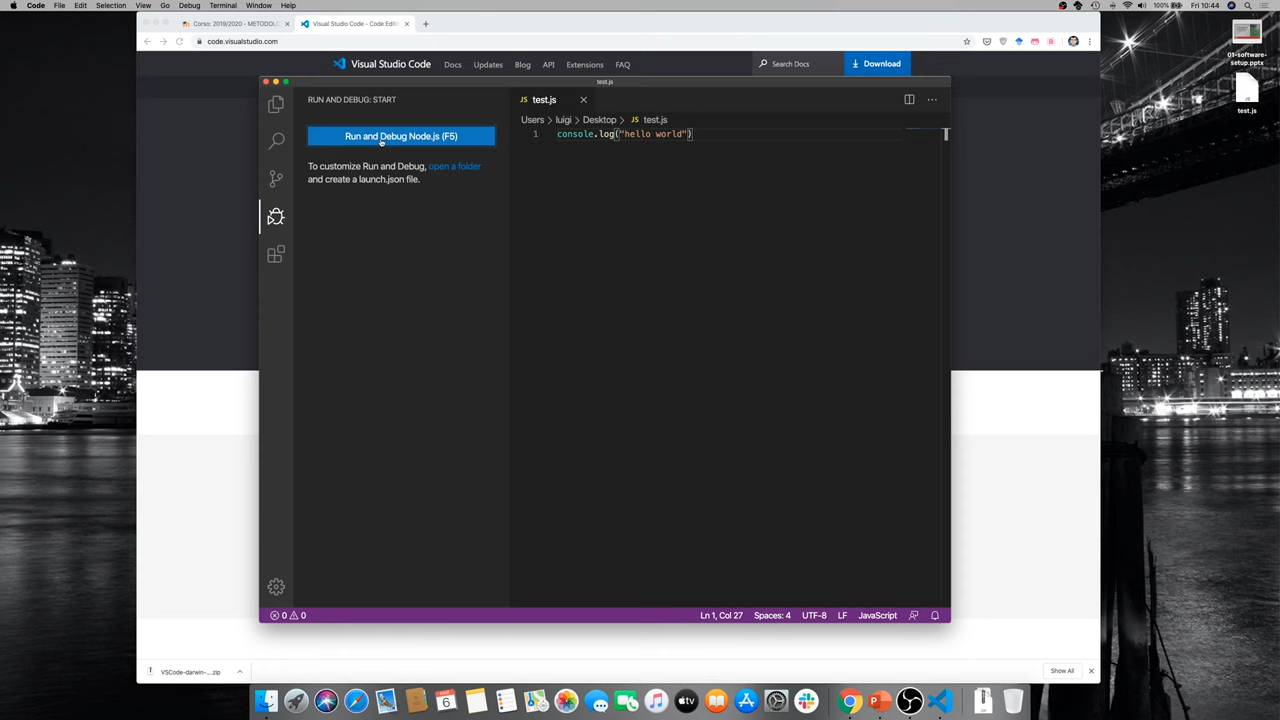 Code File Edit Selection View Go Debug Terminal Window Help
100% Fri 10:44
Corso: 2019/2020 - METODOLO
Visual Studio Code - Code Edit
code.visualstudio.com
Visual Studio Code Docs Updates Blog API Extensions FAQ Search Docs Download
01-software-setup.pptx
test.js
test.js
RUN AND DEBUG: START
test.js
Run and Debug Node.js (F5)
To customize Run and Debug, open a folder
and create a launch.json file.
Users > luigi > Desktop > JS test.js
1 console.log("hello world")
0 0 Ln 1, Col 27 Spaces: 4 UTF-8 LF JavaScript
VSCode-darwin-....zip
Show All